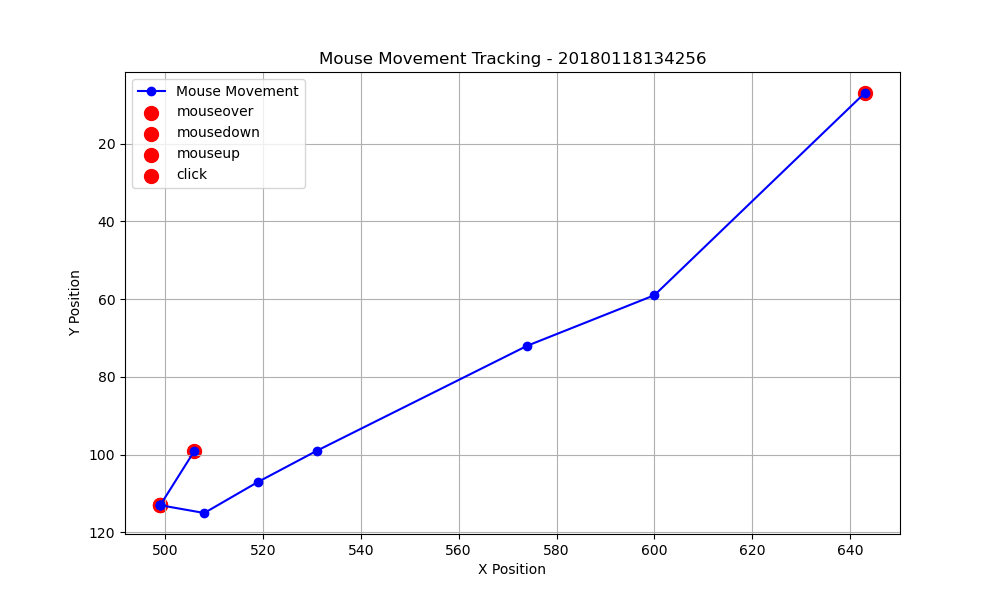 Mouse Movement Tracking - 20180118134256
Mouse Movement
mouseover
mousedown
mouseup
click
Y Position
20
40
60
80
100
120
500 520 540 560 580 600 620 640
X Position